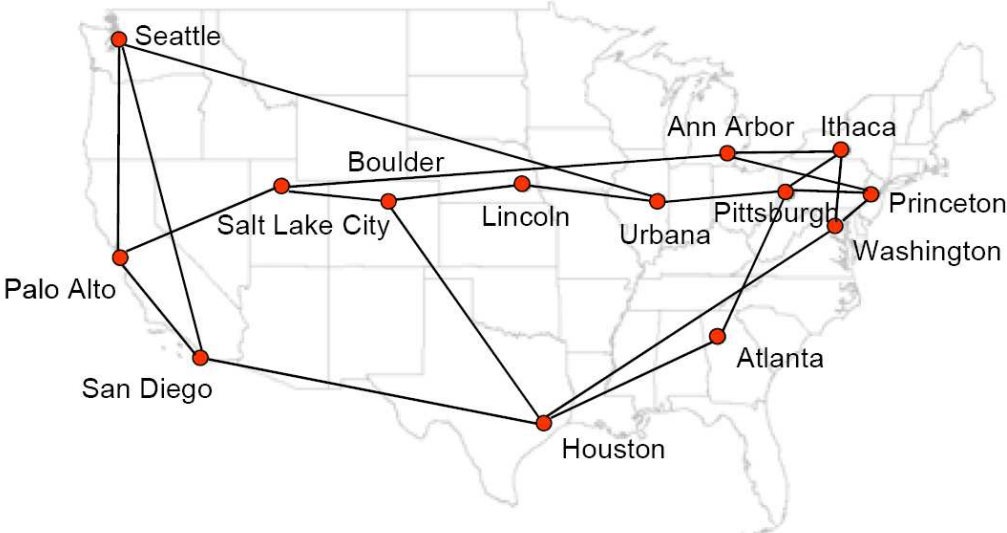 Seattle
Ann Arbor
Ithaca
Boulder
Salt Lake City
Lincoln
Urbana
Pittsburgh
Princeton
Washington
Palo Alto
San Diego
Atlanta
Houston